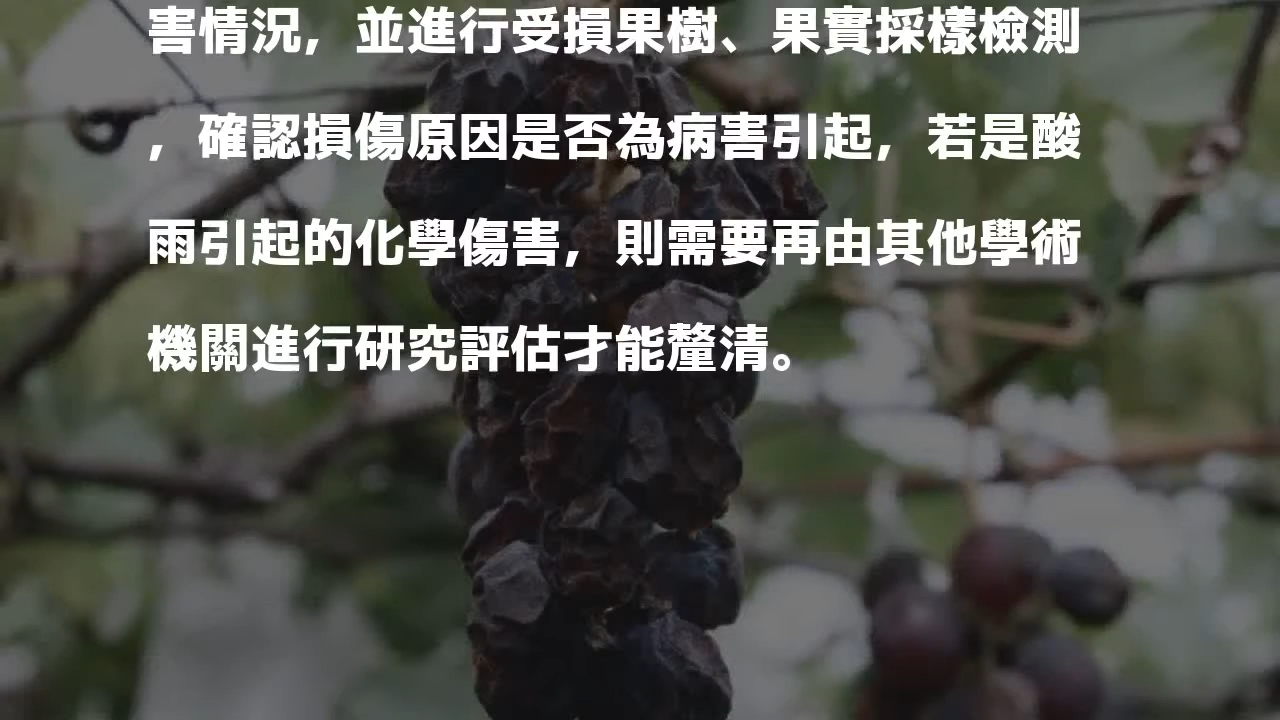 害情況，並進行受損果樹、果實採樣檢測
，確認損傷原因是否為病害引起，若是酸
雨引起的化學傷害，則需要再由其他學術
機關進行研究評估才能釐清。